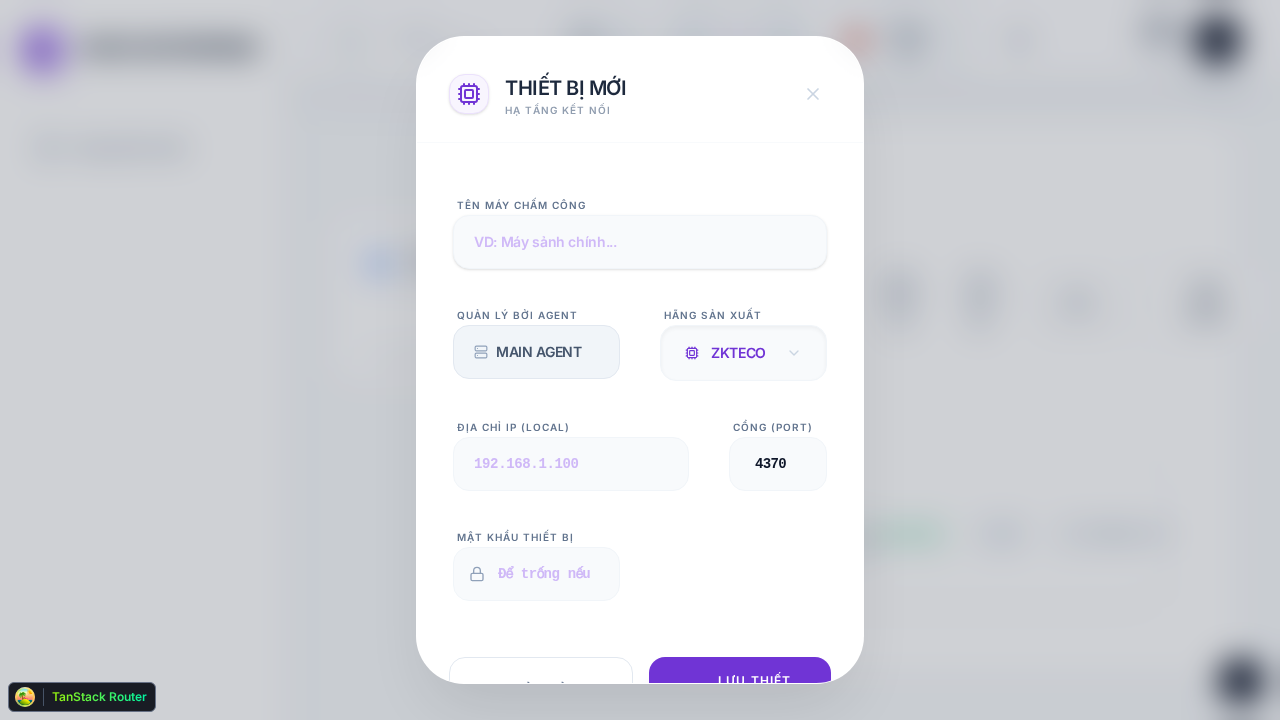 THIẾT BỊ MỚI
HẠ TẦNG KẾT NỐI
TÊN MÁY CHẤM CÔNG
VD: Máy sảnh chính...
QUẢN LÝ BỞI AGENT
HÃNG SẢN XUẤT
MAIN AGENT
ZKTECO
ĐỊA CHỈ IP (LOCAL)
CỔNG (PORT)
192.168.1.100
4370
MẬT KHẨU THIẾT BỊ
Để trống nếu
LƯU THIẾT
TanStack Router